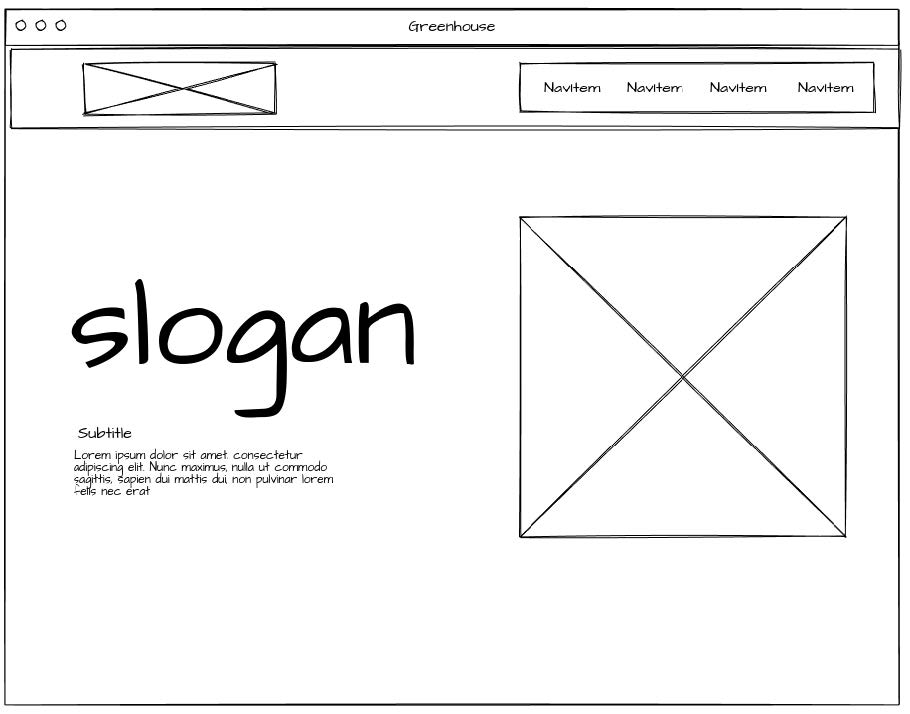 Greenhouse
NavItem NavItem NavItem NavItem
slogan
Subtitle
Lorem ipsum dolor sit amet, consectetur
adipiscing elit. Nunc maximus, nulla ut commodo
sagittis, sapien dui mattis dui, non pulvinar lorem
felis nec erat